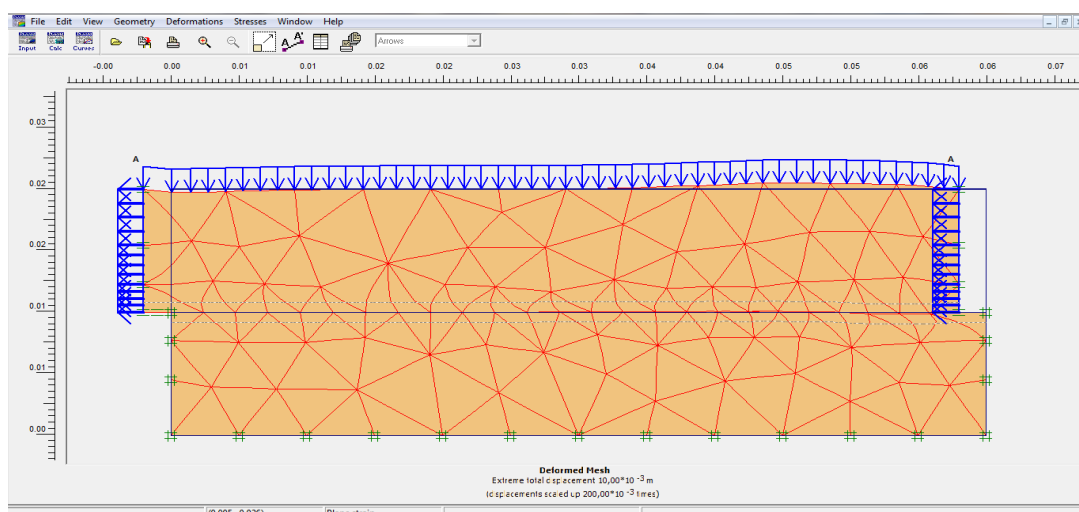 File Edit View Geometry Deformations Stresses Window Help
Input Calc Curves Arrows
-0.00 0.00 0.01 0.01 0.02 0.02 0.03 0.03 0.04 0.04 0.05 0.05 0.06 0.06 0.07
0.03
A A
0.02
0.02
0.01
0.01
0.00
Deformed Mesh
Extreme total displacement 10,00*10 -3 m
(displacements scaled up 200,00*10 -3 times)
Plane strain